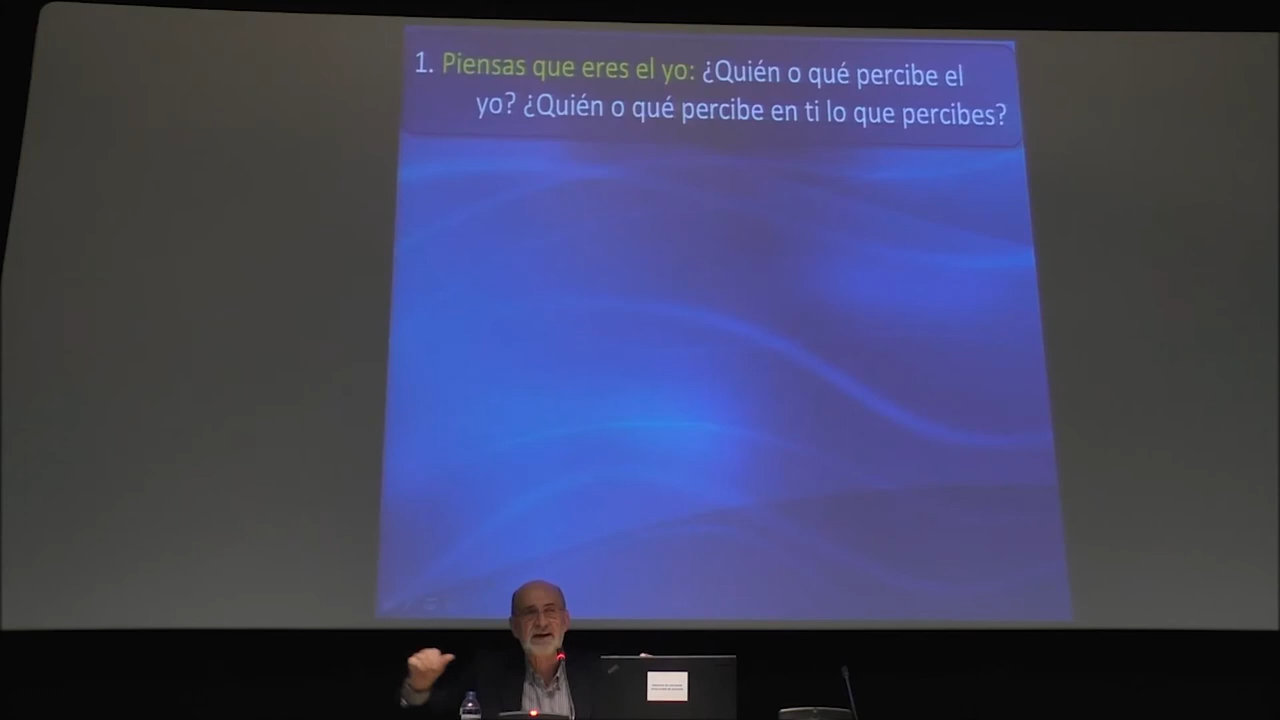 1. Piensas que eres el yo: ¿Quién o qué percibe el
yo? ¿Quién o qué percibe en ti lo que percibes?